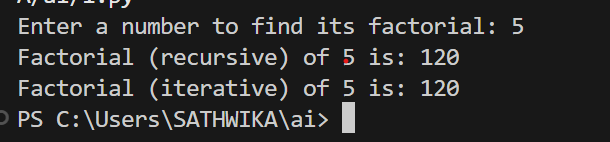 Enter a number to find its factorial: 5
Factorial (recursive) of 5 is: 120
Factorial (iterative) of 5 is: 120
PS C:\Users\SATHWIKA\ai>